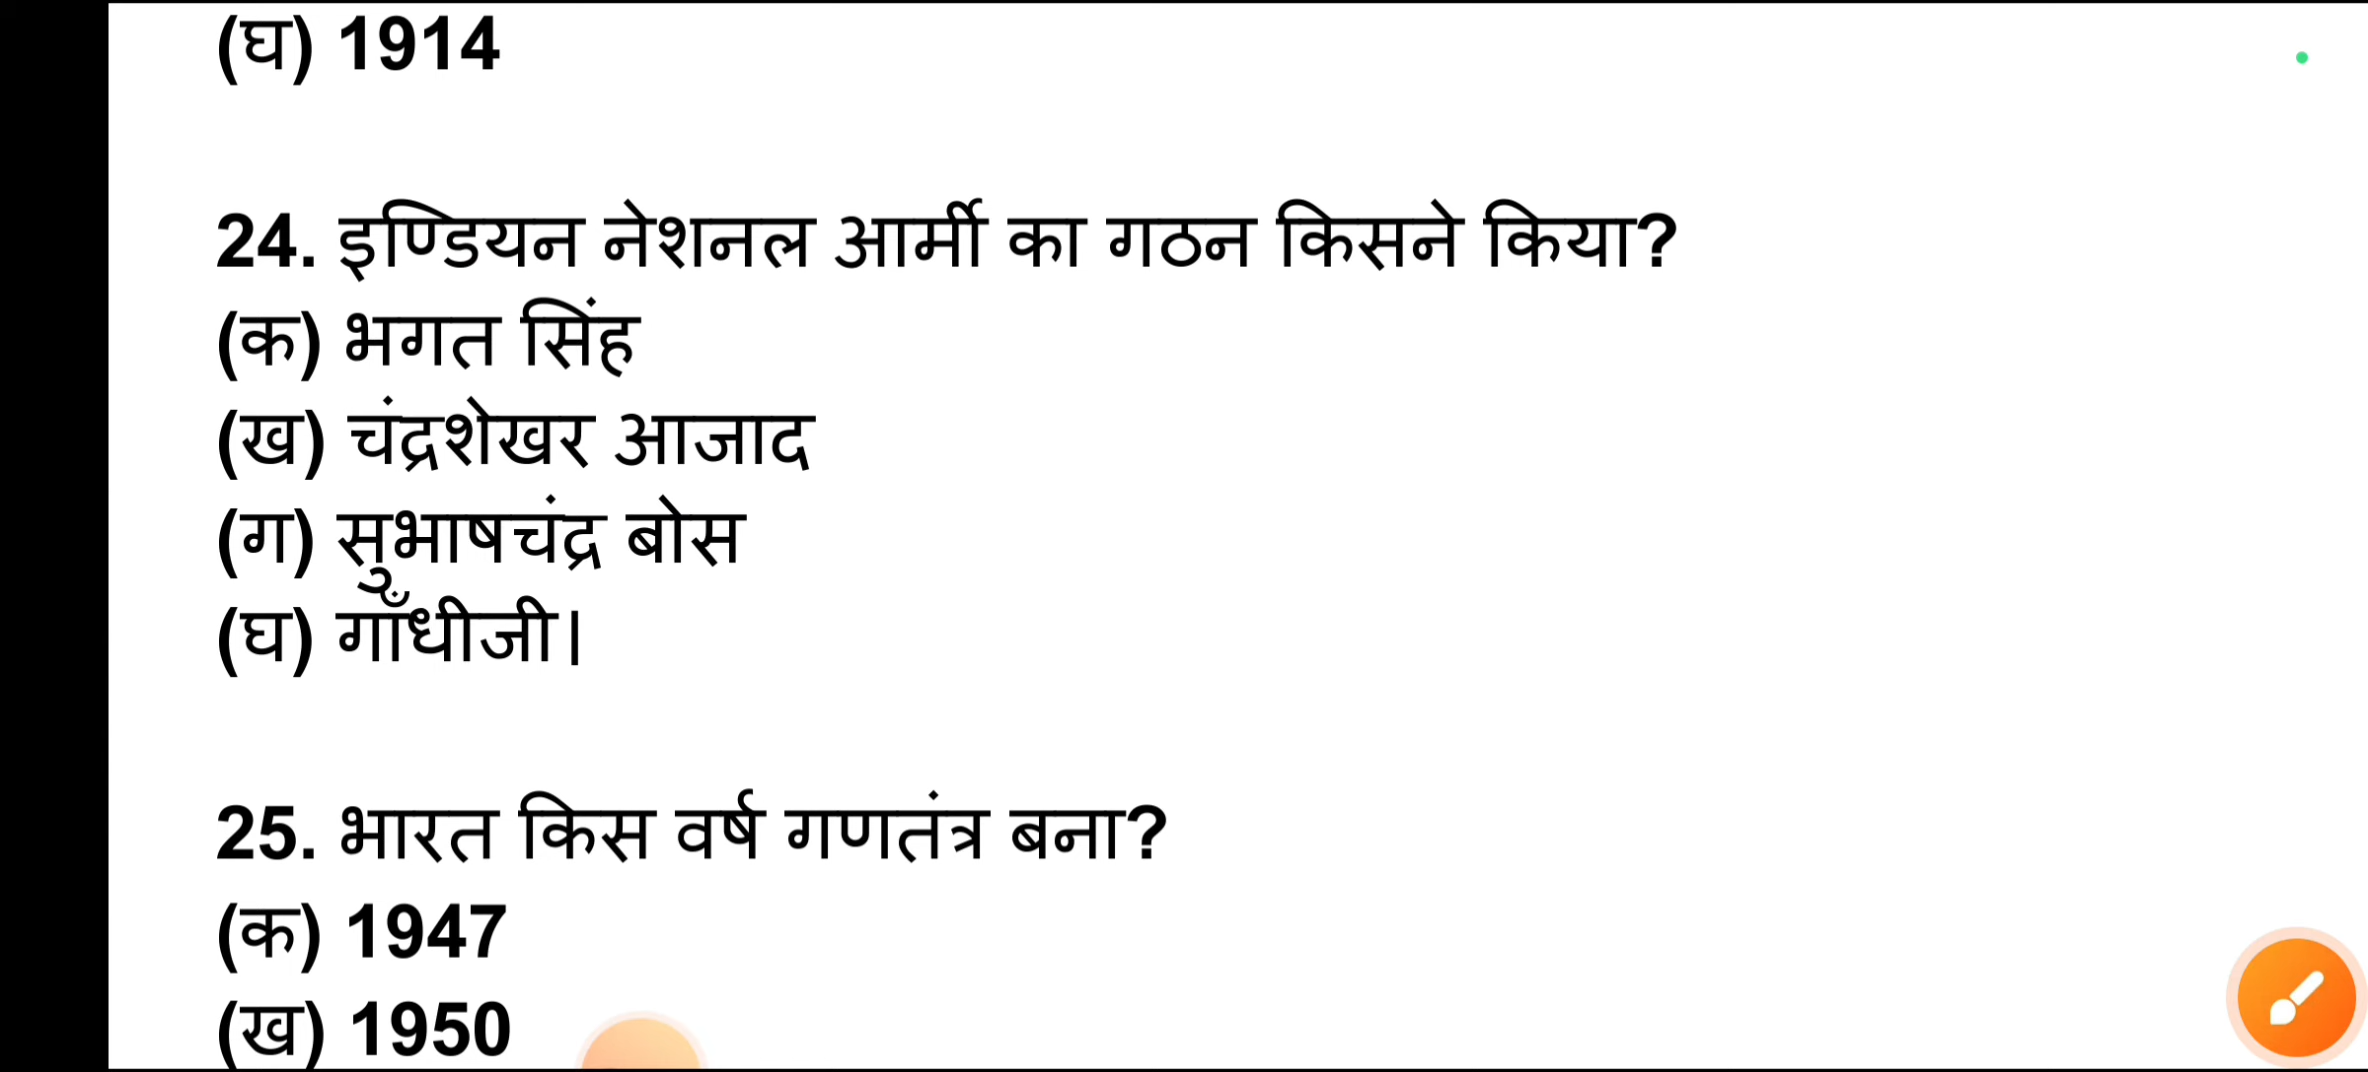 (घ) 1914
24. इण्डियन नेशनल आर्मी का गठन किसने किया?
(क) भगत सिंह
(ख) चंद्रशेखर आजाद
(ग) सुभाषचंद्र बोस
(घ) गाँधीजी।
25. भारत किस वर्ष गणतंत्र बना?
(क) 1947
(ख) 1950